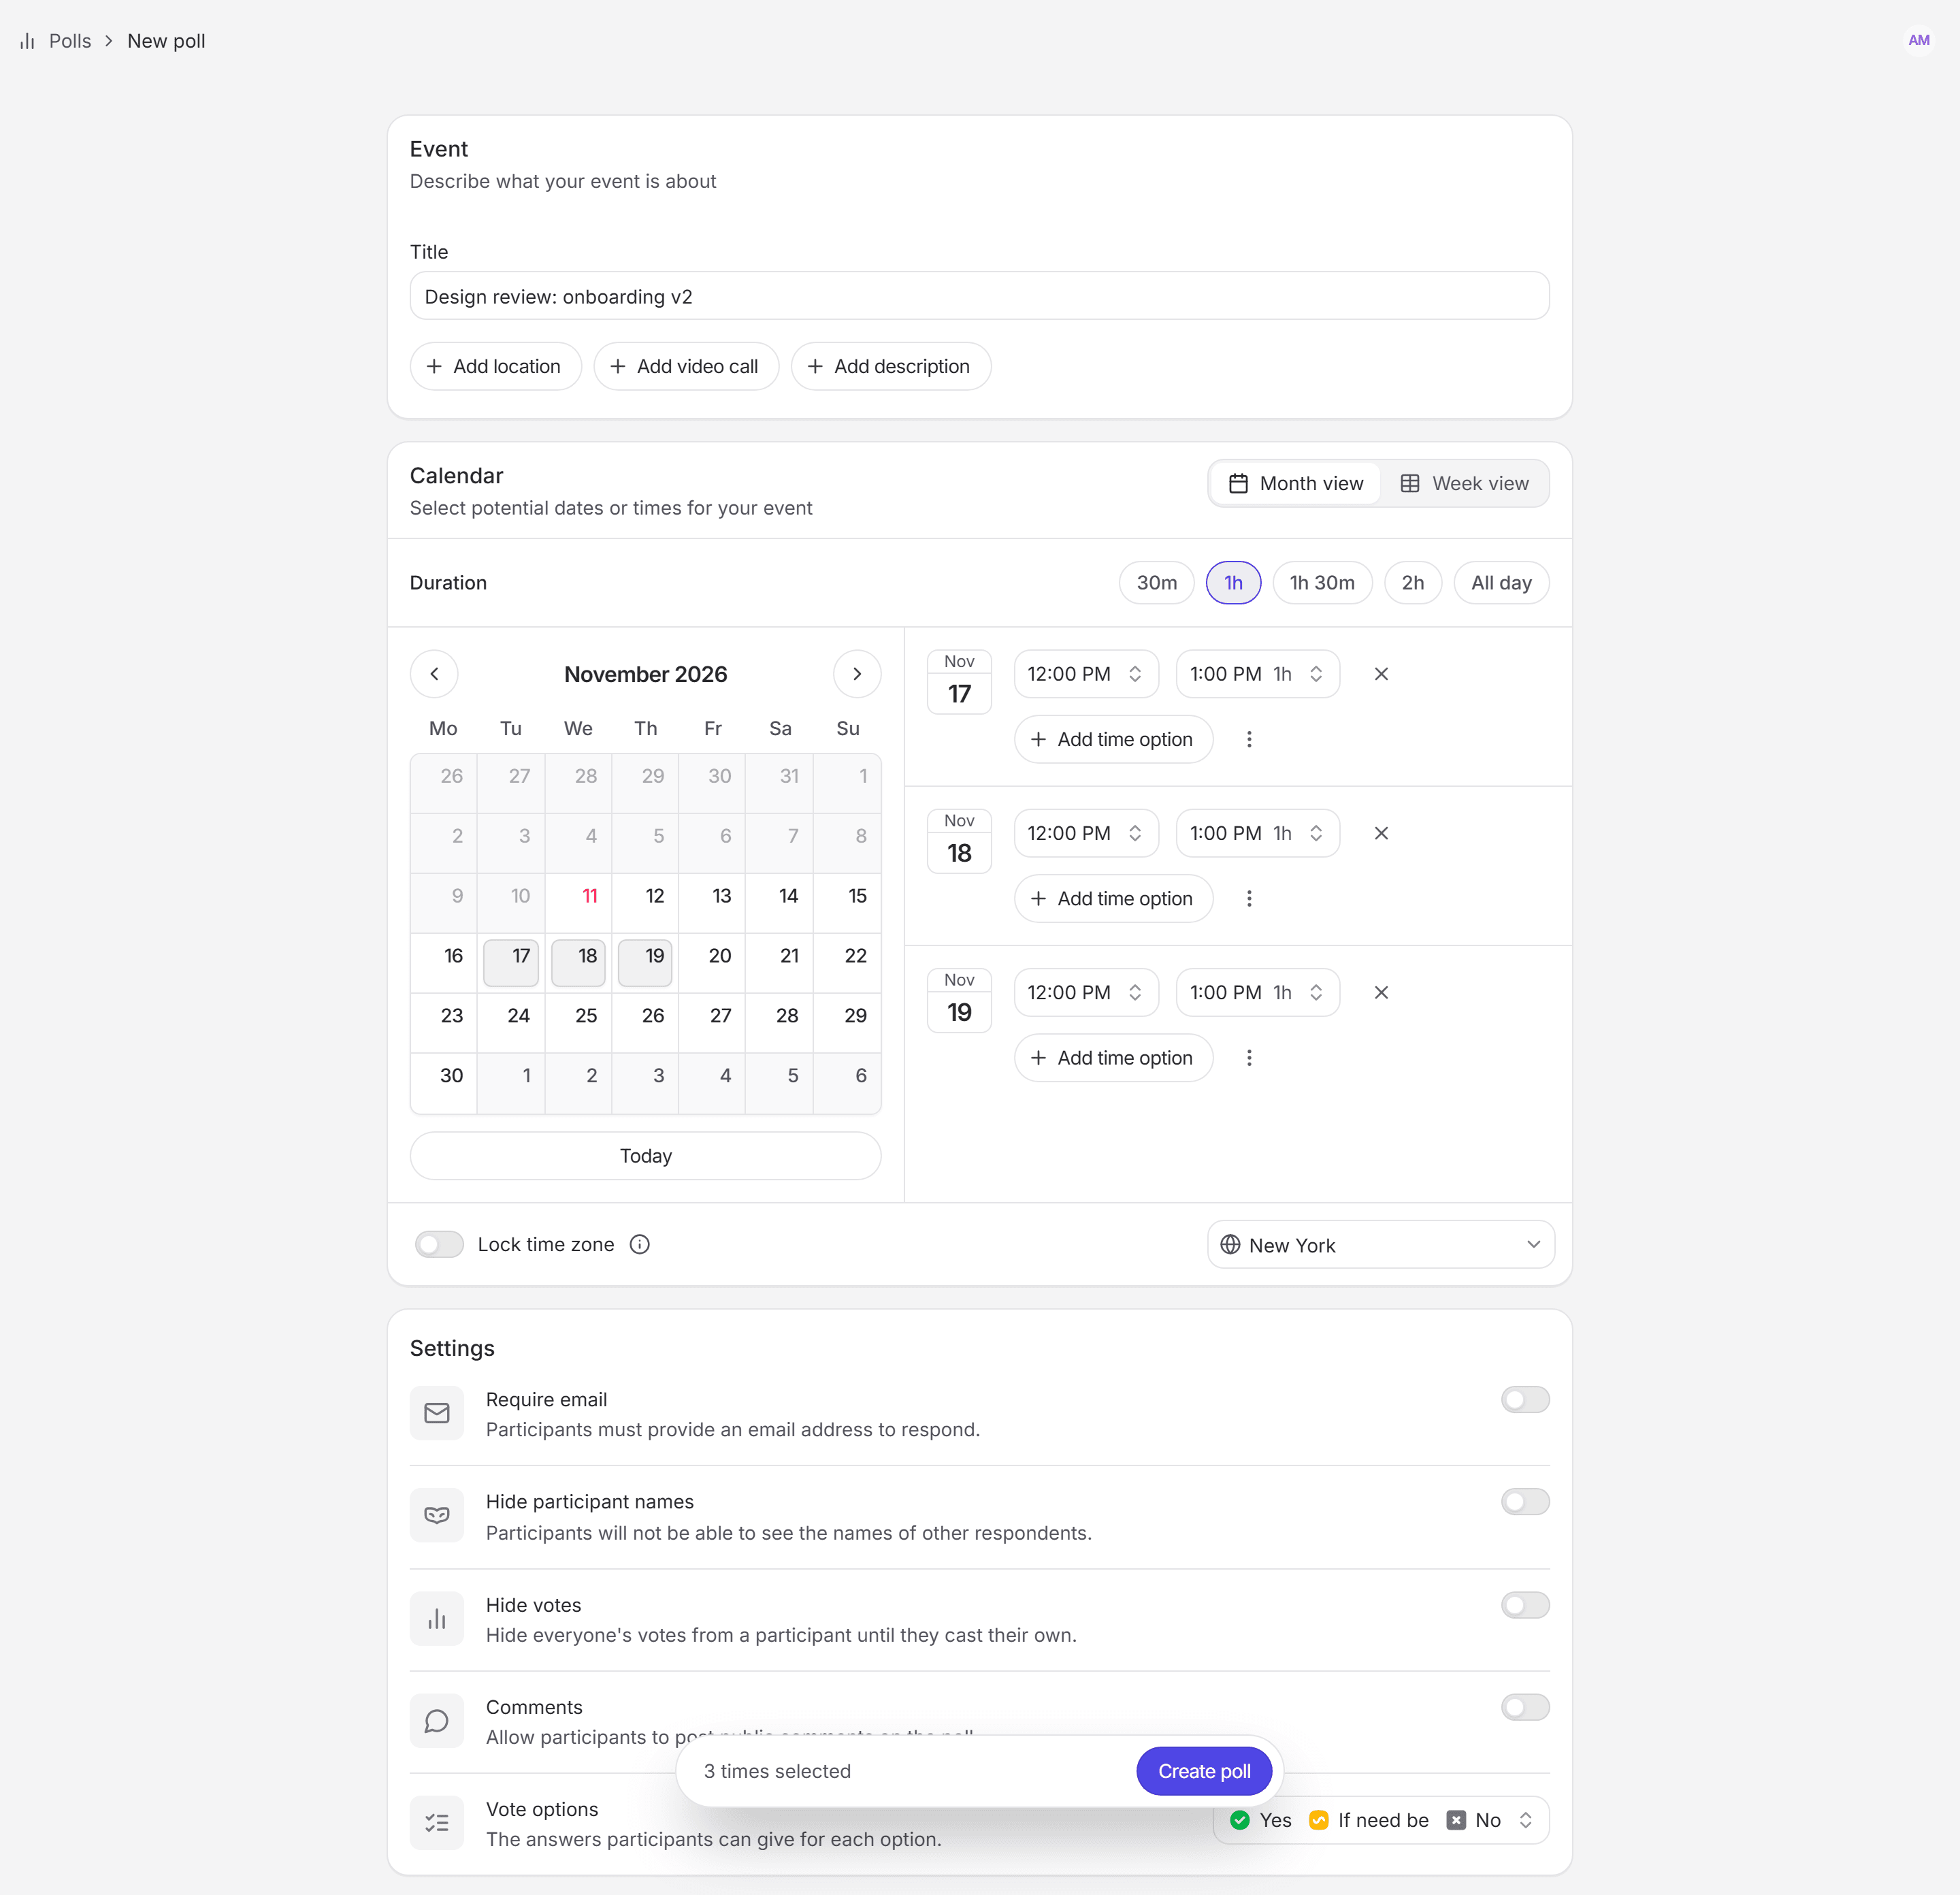 Polls > New poll
AM
Event
Describe what your event is about
Title
Design review: onboarding v2
+ Add location + Add video call + Add description
Calendar
Select potential dates or times for your event
Month view Week view
Duration
30m 1h 1h 30m 2h All day
November 2026
Mo Tu We Th Fr Sa Su
26 27 28 29 30 31 1
2 3 4 5 6 7 8
9 10 11 12 13 14 15
16 17 18 19 20 21 22
23 24 25 26 27 28 29
30 1 2 3 4 5 6
Today
Nov
17
12:00 PM 1:00 PM 1h
+ Add time option
Nov
18
12:00 PM 1:00 PM 1h
+ Add time option
Nov
19
12:00 PM 1:00 PM 1h
+ Add time option
Lock time zone
New York
Settings
Require email
Participants must provide an email address to respond.
Hide participant names
Participants will not be able to see the names of other respondents.
Hide votes
Hide everyone's votes from a participant until they cast their own.
Comments
Allow participants to post public comments on the poll
3 times selected
Create poll
Vote options
The answers participants can give for each option.
Yes If need be No